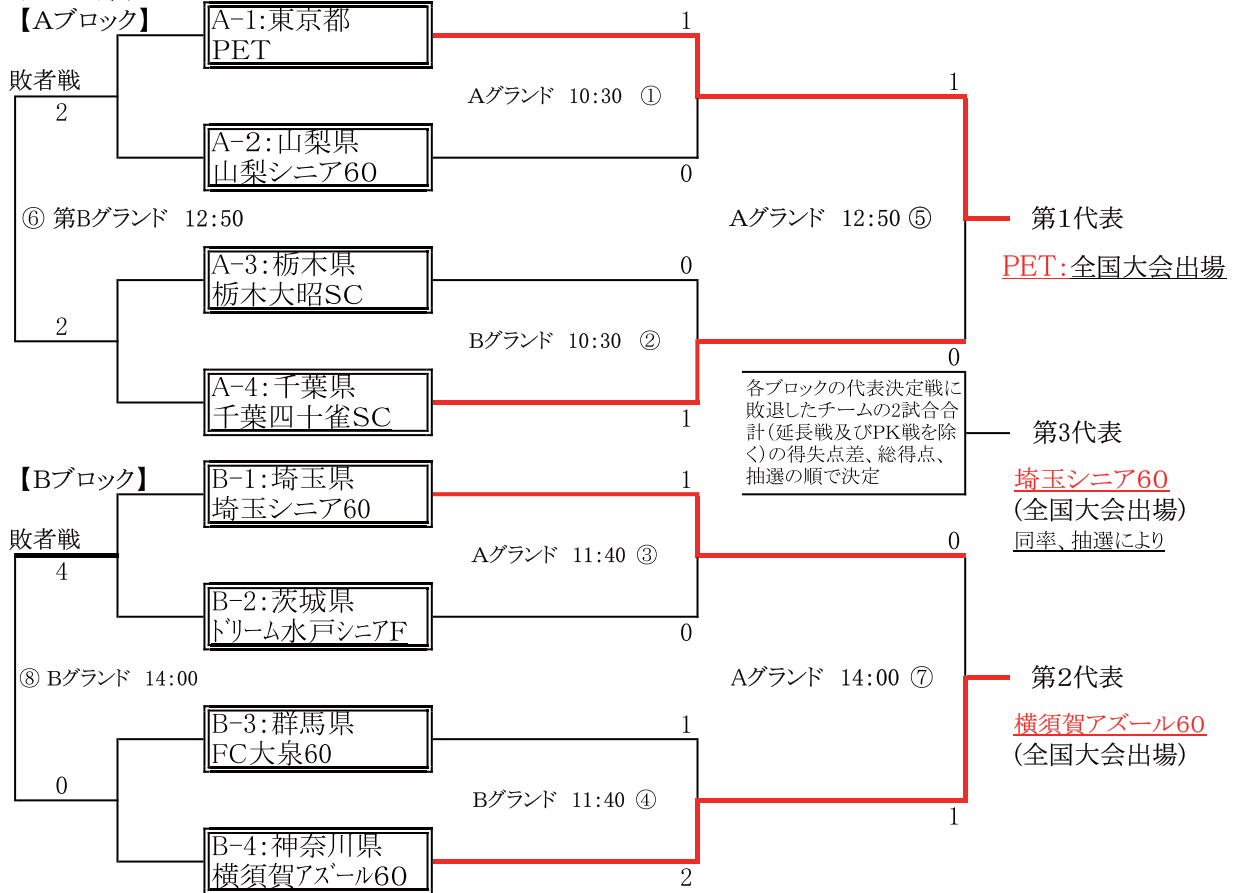 【Aブロック】
A-1:東京都
PET
1
敗者戦
2
Aグランド 10:30 ①
1
A-2:山梨県
山梨シニア60
0
⑥ 第Bグランド 12:50
Aグランド 12:50 ⑤
第1代表
PET:全国大会出場
A-3:栃木県
栃木大昭SC
0
2
Bグランド 10:30 ②
0
A-4:千葉県
千葉四十雀SC
1
各ブロックの代表決定戦に
敗退したチームの2試合合
計(延長戦及びPK戦を除
く)の得失点差、総得点、
抽選の順で決定
第3代表
埼玉シニア60
(全国大会出場)
同率、抽選により
【Bブロック】
B-1:埼玉県
埼玉シニア60
1
敗者戦
4
Aグランド 11:40 ③
0
B-2:茨城県
ドリーム水戸シニアF
0
⑧ Bグランド 14:00
Aグランド 14:00 ⑦
第2代表
横須賀アズール60
(全国大会出場)
B-3:群馬県
FC大泉60
1
0
Bグランド 11:40 ④
1
B-4:神奈川県
横須賀アズール60
2